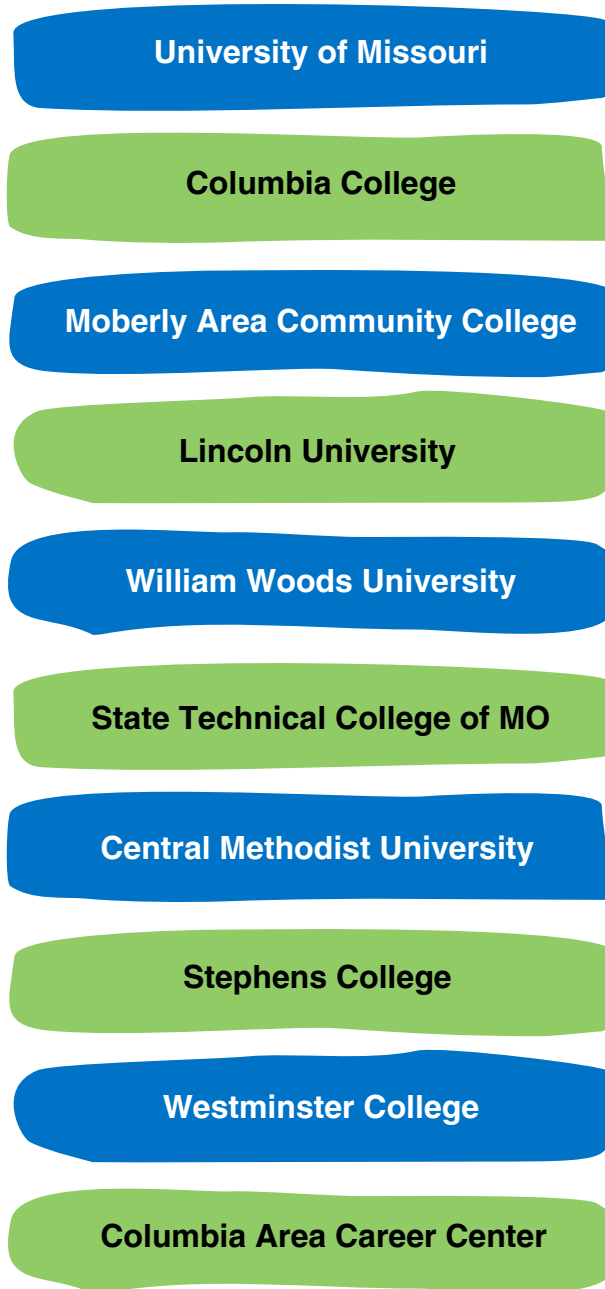 University of Missouri
Columbia College
Moberly Area Community College
Lincoln University
William Woods University
State Technical College of MO
Central Methodist University
Stephens College
Westminster College
Columbia Area Career Center